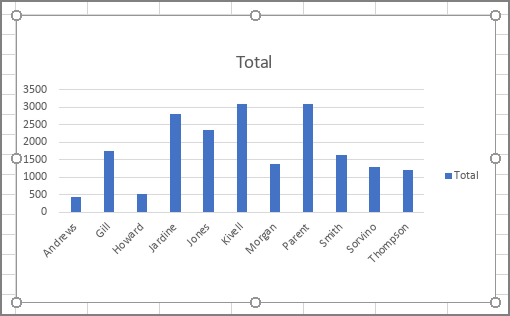 Total
3500
3000
2500
2000
1500
1000
500
0
Andrews
Gill
Howard
Jardine
Jones
Kivell
Morgan
Parent
Smith
Sorvino
Thompson
Total